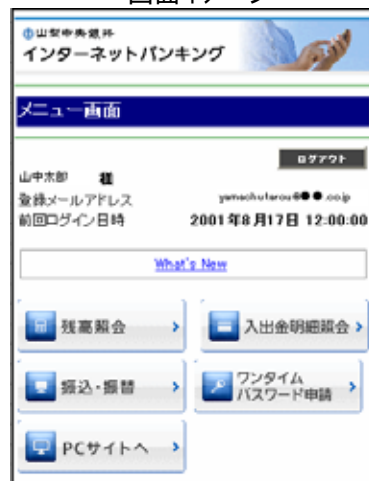 画面イメージ
山梨中央銀行
インターネットバンキング
メニュー画面
ログアウト
山中太郎 様
登録メールアドレス yamachutarou@●●.co.jp
前回ログイン日時 2001年8月17日 12:00:00
What's New
残高照会
入出金明細照会
振込・振替
ワンタイム
パスワード申請
PCサイトへ